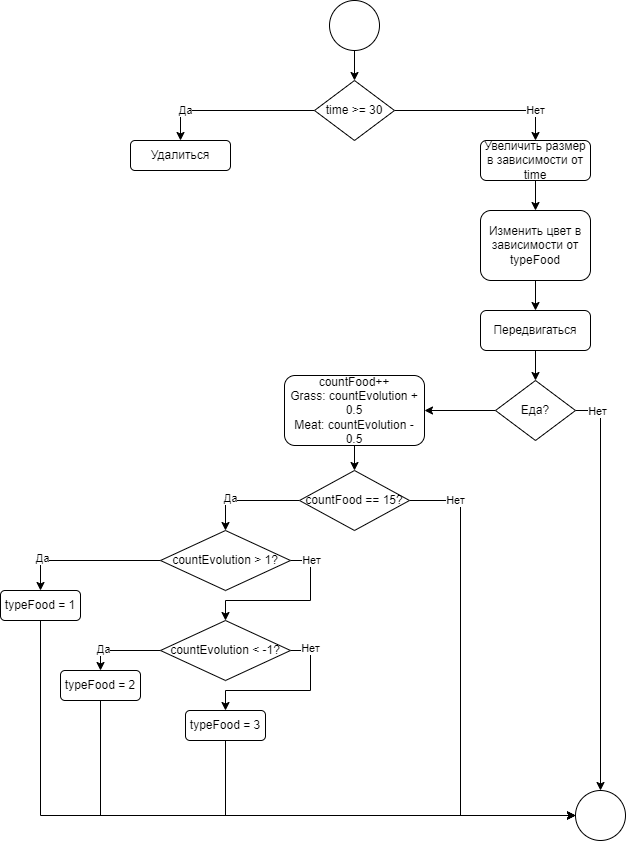 time >= 30
Да
Нет
Удалиться
Увеличить размер
в зависимости от
time
Изменить цвет в
зависимости от
typeFood
Передвигаться
Еда?
Нет
countFood++
Grass: countEvolution +
0.5
Meat: countEvolution -
0.5
countFood == 15?
Да
Нет
countEvolution > 1?
Да
Нет
typeFood = 1
countEvolution < -1?
Да
Нет
typeFood = 2
typeFood = 3